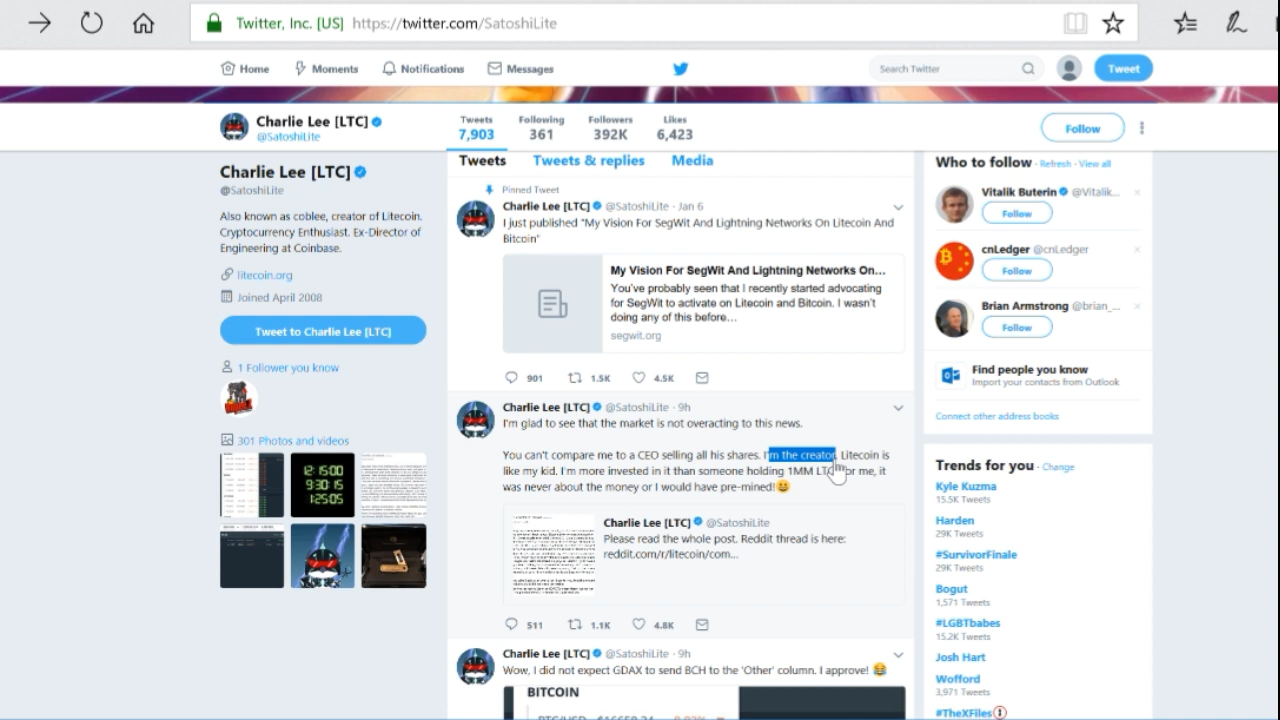 Twitter, Inc. [US] https://twitter.com/SatoshiLite
Home
Moments
Notifications
Messages
Search Twitter
Tweet
Charlie Lee [LTC]
@SatoshiLite
Tweets
7,903
Following
361
Followers
392K
Likes
6,423
Follow
Charlie Lee [LTC]
@SatoshiLite
Also known as coblee, creator of Litecoin.
Cryptocurrency Enthusiast. Ex-Director of
Engineering at Coinbase.
litecoin.org
Joined April 2008
Tweet to Charlie Lee [LTC]
1 Follower you know
301 Photos and videos
12:15:00
Tweets Tweets & replies Media
Pinned Tweet
Charlie Lee [LTC] @SatoshiLite · Jan 6
I just published "My Vision For SegWit And Lightning Networks On Litecoin And
Bitcoin"
My Vision For SegWit And Lightning Networks On...
You've probably seen that I recently started advocating
for SegWit to activate on Litecoin and Bitcoin. I wasn't
doing any of this before...
segwit.org
901 1.5K 4.5K
Charlie Lee [LTC] @SatoshiLite · 9h
I'm glad to see that the market is not overacting to this news.
You can't compare me to a CEO selling all his shares. I'm the creator. Litecoin is
like my kid. I'm more invested in it than someone holding 1MM LTC. For me, it
was never about the money or I would have pre-mined!
Charlie Lee [LTC] @SatoshiLite
Please read the whole post. Reddit thread is here:
reddit.com/r/litecoin/com...
511 1.1K 4.8K
Charlie Lee [LTC] @SatoshiLite · 9h
Wow, I did not expect GDAX to send BCH to the 'Other' column. I approve!
BITCOIN
Who to follow · Refresh · View all
Vitalik Buterin @Vitalik...
Follow
cnLedger @cnLedger
Follow
Brian Armstrong @brian_...
Follow
Find people you know
Import your contacts from Outlook
Connect other address books
Trends for you · Change
Kyle Kuzma
15.5K Tweets
Harden
29K Tweets
#SurvivorFinale
29K Tweets
Bogut
1,571 Tweets
#LGBTbabes
15.2K Tweets
Josh Hart
Wofford
3,971 Tweets
#TheXFiles